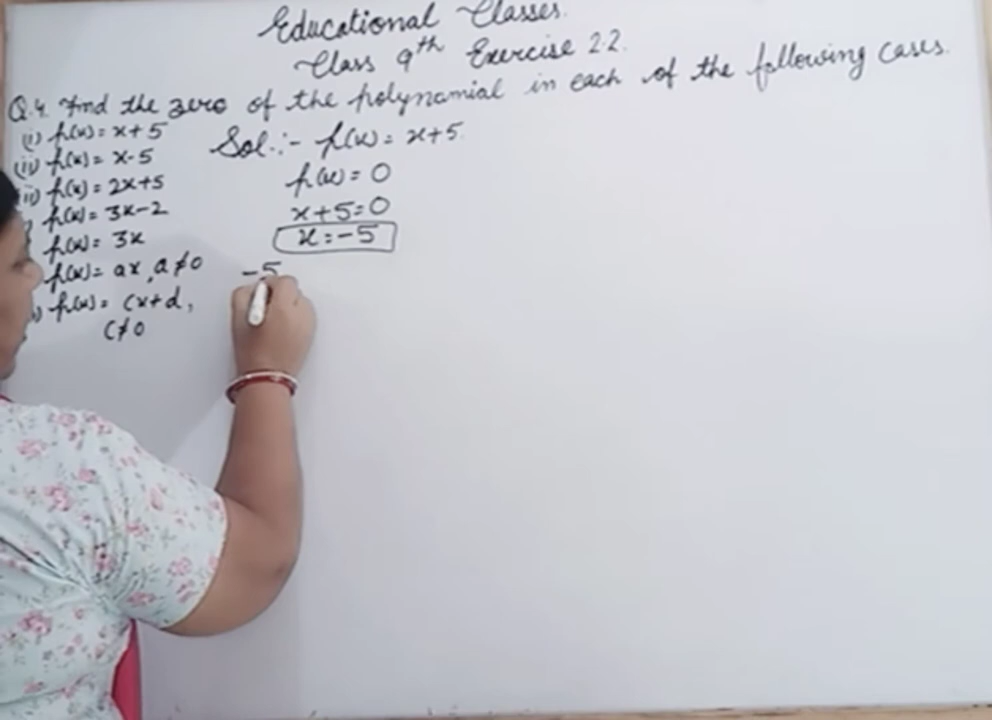 Educational Classes.
Class 9th Exercise 2.2.
Q.4. Find the zero of the polynomial in each of the following cases.
(i) p(x) = x+5
(ii) p(x) = x-5
ii) p(x) = 2x+5
) p(x) = 3x-2
p(x) = 3x
p(x) = ax, a≠0
) p(x) = cx+d,
c≠0
Sol:- p(x) = x+5
p(x) = 0
x+5=0
x=-5
-5